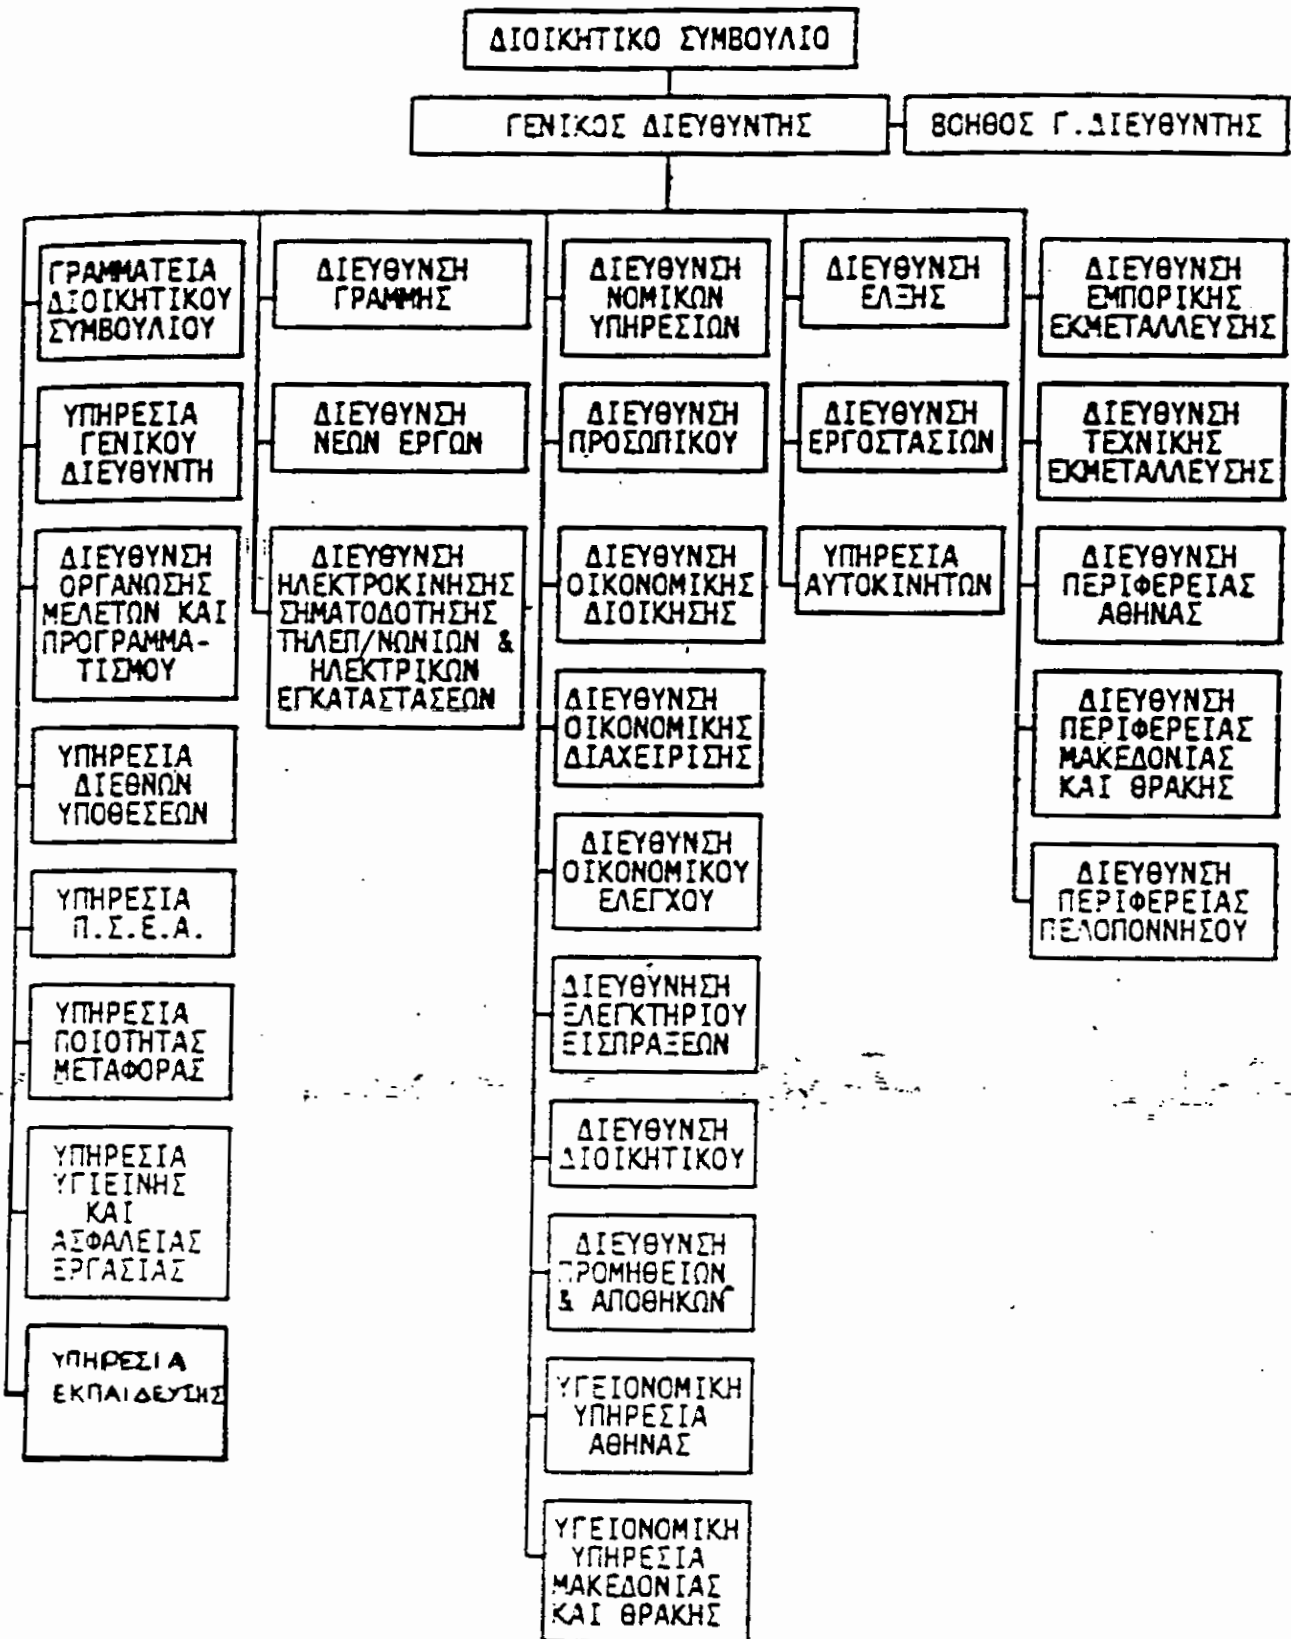 ΔΙΟΙΚΗΤΙΚΟ ΣΥΜΒΟΥΛΙΟ
ΓΕΝΙΚΟΣ ΔΙΕΥΘΥΝΤΗΣ
ΒΟΗΘΟΣ Γ.ΔΙΕΥΘΥΝΤΗΣ
ΓΡΑΜΜΑΤΕΙΑ
ΔΙΟΙΚΗΤΙΚΟΥ
ΣΥΜΒΟΥΛΙΟΥ
ΥΠΗΡΕΣΙΑ
ΓΕΝΙΚΟΥ
ΔΙΕΥΘΥΝΤΗ
ΔΙΕΥΘΥΝΣΗ
ΟΡΓΑΝΩΣΗΣ
ΜΕΛΕΤΩΝ ΚΑΙ
ΠΡΟΓΡΑΜΜΑ-
ΤΙΣΜΟΥ
ΥΠΗΡΕΣΙΑ
ΔΙΕΘΝΩΝ
ΥΠΟΘΕΣΕΩΝ
ΥΠΗΡΕΣΙΑ
Π.Σ.Ε.Α.
ΥΠΗΡΕΣΙΑ
ΠΟΙΟΤΗΤΑΣ
ΜΕΤΑΦΟΡΑΣ
ΥΠΗΡΕΣΙΑ
ΥΓΙΕΙΝΗΣ
ΚΑΙ
ΑΣΦΑΛΕΙΑΣ
ΕΡΓΑΣΙΑΣ
ΥΠΗΡΕΣΙΑ
ΕΚΠΑΙΔΕΥΣΗΣ
ΔΙΕΥΘΥΝΣΗ
ΓΡΑΜΜΗΣ
ΔΙΕΥΘΥΝΣΗ
ΝΕΩΝ ΕΡΓΩΝ
ΔΙΕΥΘΥΝΣΗ
ΗΛΕΚΤΡΟΚΙΝΗΣΗΣ
ΣΗΜΑΤΟΔΟΤΗΣΗΣ
ΤΗΛΕΠ/ΝΩΝΙΩΝ &
ΗΛΕΚΤΡΙΚΩΝ
ΕΓΚΑΤΑΣΤΑΣΕΩΝ
ΔΙΕΥΘΥΝΣΗ
ΝΟΜΙΚΩΝ
ΥΠΗΡΕΣΙΩΝ
ΔΙΕΥΘΥΝΣΗ
ΠΡΟΣΩΠΙΚΟΥ
ΔΙΕΥΘΥΝΣΗ
ΟΙΚΟΝΟΜΙΚΗΣ
ΔΙΟΙΚΗΣΗΣ
ΔΙΕΥΘΥΝΣΗ
ΟΙΚΟΝΟΜΙΚΗΣ
ΔΙΑΧΕΙΡΙΣΗΣ
ΔΙΕΥΘΥΝΣΗ
ΟΙΚΟΝΟΜΙΚΟΥ
ΕΛΕΓΧΟΥ
ΔΙΕΥΘΥΝΗΣΗ
ΕΛΕΓΚΤΗΡΙΟΥ
ΕΙΣΠΡΑΞΕΩΝ
ΔΙΕΥΘΥΝΣΗ
ΔΙΟΙΚΗΤΙΚΟΥ
ΔΙΕΥΘΥΝΣΗ
ΠΡΟΜΗΘΕΙΩΝ
& ΑΠΟΘΗΚΩΝ
ΥΓΕΙΟΝΟΜΙΚΗ
ΥΠΗΡΕΣΙΑ
ΑΘΗΝΑΣ
ΥΓΕΙΟΝΟΜΙΚΗ
ΥΠΗΡΕΣΙΑ
ΜΑΚΕΔΟΝΙΑΣ
ΚΑΙ ΘΡΑΚΗΣ
ΔΙΕΥΘΥΝΣΗ
ΕΛΞΗΣ
ΔΙΕΥΘΥΝΣΗ
ΕΡΓΟΣΤΑΣΙΩΝ
ΥΠΗΡΕΣΙΑ
ΑΥΤΟΚΙΝΗΤΩΝ
ΔΙΕΥΘΥΝΣΗ
ΕΜΠΟΡΙΚΗΣ
ΕΚΜΕΤΑΛΛΕΥΣΗΣ
ΔΙΕΥΘΥΝΣΗ
ΤΕΧΝΙΚΗΣ
ΕΚΜΕΤΑΛΛΕΥΣΗΣ
ΔΙΕΥΘΥΝΣΗ
ΠΕΡΙΦΕΡΕΙΑΣ
ΑΘΗΝΑΣ
ΔΙΕΥΘΥΝΣΗ
ΠΕΡΙΦΕΡΕΙΑΣ
ΜΑΚΕΔΟΝΙΑΣ
ΚΑΙ ΘΡΑΚΗΣ
ΔΙΕΥΘΥΝΣΗ
ΠΕΡΙΦΕΡΕΙΑΣ
ΠΕΛΟΠΟΝΝΗΣΟΥ